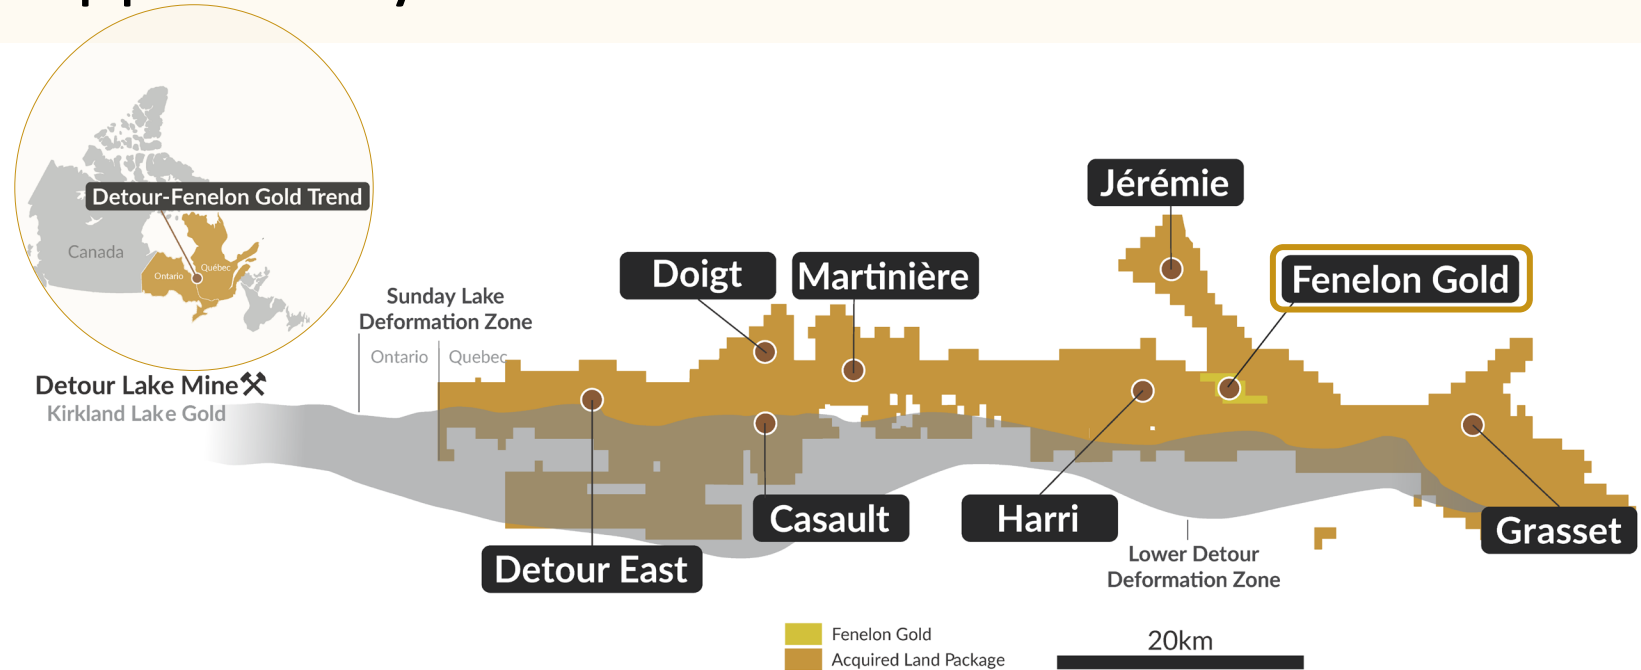 Detour-Fenelon Gold Trend
Canada
Ontario
Québec
Sunday Lake
Deformation Zone
Ontario
Quebec
Detour Lake Mine
Kirkland Lake Gold
Doigt
Martinière
Jérémie
Fenelon Gold
Casault
Harri
Detour East
Grasset
Lower Detour
Deformation Zone
Fenelon Gold
Acquired Land Package
20km